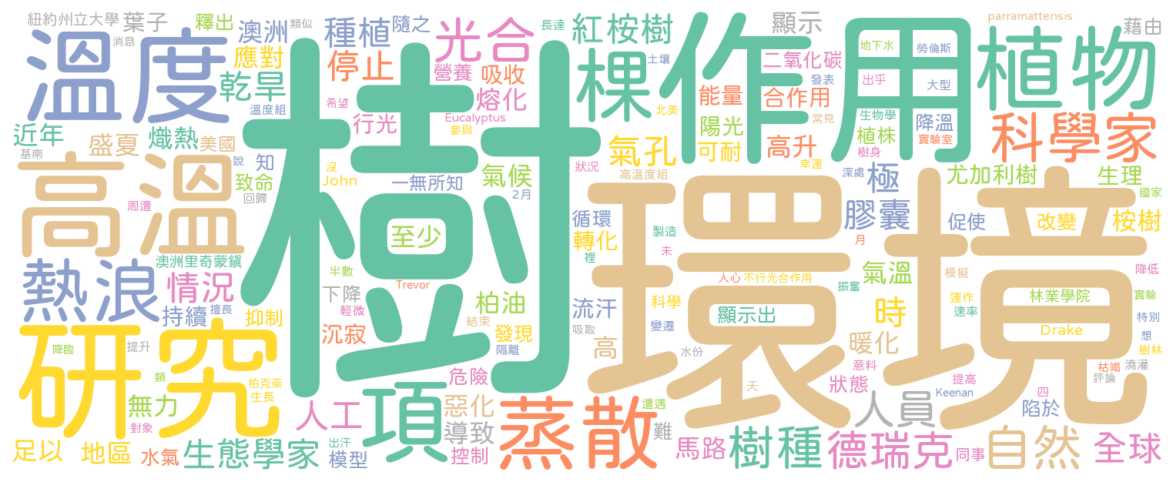 紐約州立大學
葉子
釋出
澳洲
類似
種植
隨之
光合
長達
紅桉樹
作用
顯示
parramattensis
藉由
消息
應對
停止
營養
吸收
土壤
棵
二氧化碳
地下水
勞倫斯
植物
溫度
乾旱
溫度組
希望
熔化
北美
能量
發表
合作用
出乎
大型
近年
盛夏
熾熱
美國
行光
Eucalyptus
參與
氣孔
陽光
可耐
常見
高升
生物學
植株
降溫
實驗室
科學家
基南
說
知
樹
沒
John
一無所知
氣候
狀況
高溫度組
幸運
樹身
深處
極
尤加利樹
生理
高溫
致命
回歸
2月
國家
周遭
至少
循環
轉化
製造
環境
膠囊
促使
改變
桉樹
月
未
裡
熱浪
澳洲里奇蒙鎮
情況
半數
Trevor
柏油
流汗
人心
不行光合作用
氣溫
振奮
模擬
降低
下降
輕微
持續
擅長
抑制
科學
吸取
變遷
顯示出
時
運作
速率
林業學院
實驗
特別
研究
降臨
提升
沉寂
結束
發現
隔離
高
水份
暖化
Drake
想
樹林
類
柏克萊
生長
危險
天
意料
狀態
提高
Keenan
枯竭
評論
澆灌
無力
對象
人工
項
惡化
蒸散
遭遇
難
人員
四
陷於
足以
地區
水氣
生態學家
出汗
模型
導致
控制
馬路
樹種
德瑞克
同事
自然
全球